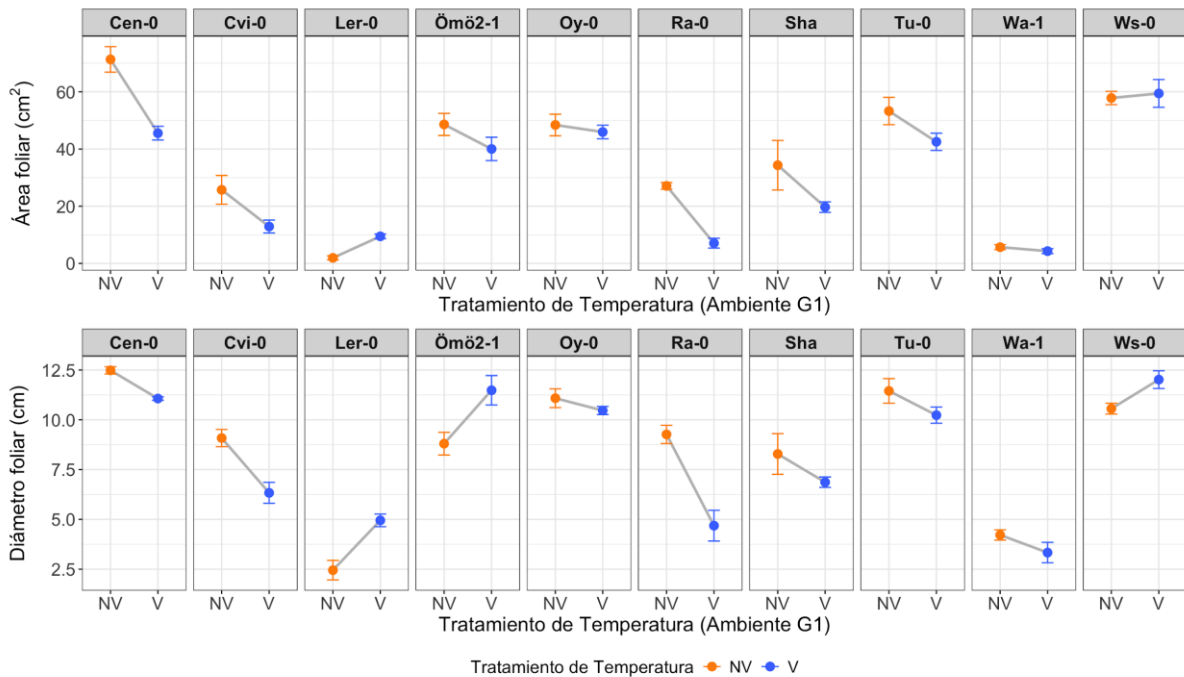 Cen-0 Cvi-0 Ler-0 Ömö2-1 Oy-0 Ra-0 Sha Tu-0 Wa-1 Ws-0
Área foliar (cm²)
60
40
20
0
NV V NV V NV V NV V NV V NV V NV V NV V NV V NV V
Tratamiento de Temperatura (Ambiente G1)
Cen-0 Cvi-0 Ler-0 Ömö2-1 Oy-0 Ra-0 Sha Tu-0 Wa-1 Ws-0
Diámetro foliar (cm)
12.5
10.0
7.5
5.0
2.5
NV V NV V NV V NV V NV V NV V NV V NV V NV V NV V
Tratamiento de Temperatura (Ambiente G1)
Tratamiento de Temperatura NV V